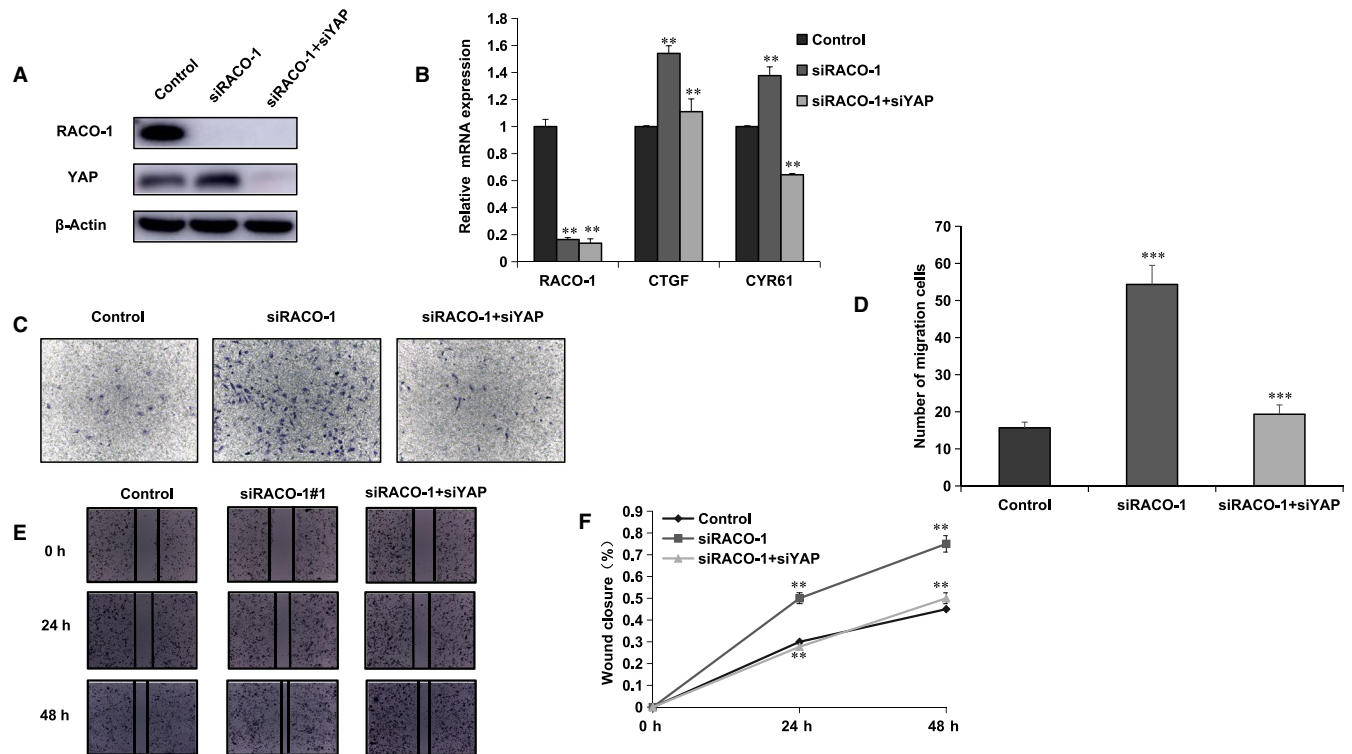 A
Control
siRACO-1
siRACO-1+siYAP
RACO-1
YAP
β-Actin
B
Relative mRNA expression
1.8
1.6
1.4
1.2
1
0.8
0.6
0.4
0.2
0
** **
** **
** **
RACO-1 CTGF CYR61
Control
siRACO-1
siRACO-1+siYAP
C
Control siRACO-1 siRACO-1+siYAP
D
Number of migration cells
70
60
50
40
30
20
10
0
***
***
Control siRACO-1 siRACO-1+siYAP
E
Control siRACO-1#1 siRACO-1+siYAP
0 h
24 h
48 h
F
Wound closure (%)
0.9
0.8
0.7
0.6
0.5
0.4
0.3
0.2
0.1
0
Control
siRACO-1
siRACO-1+siYAP
**
**
**
**
0 h 24 h 48 h